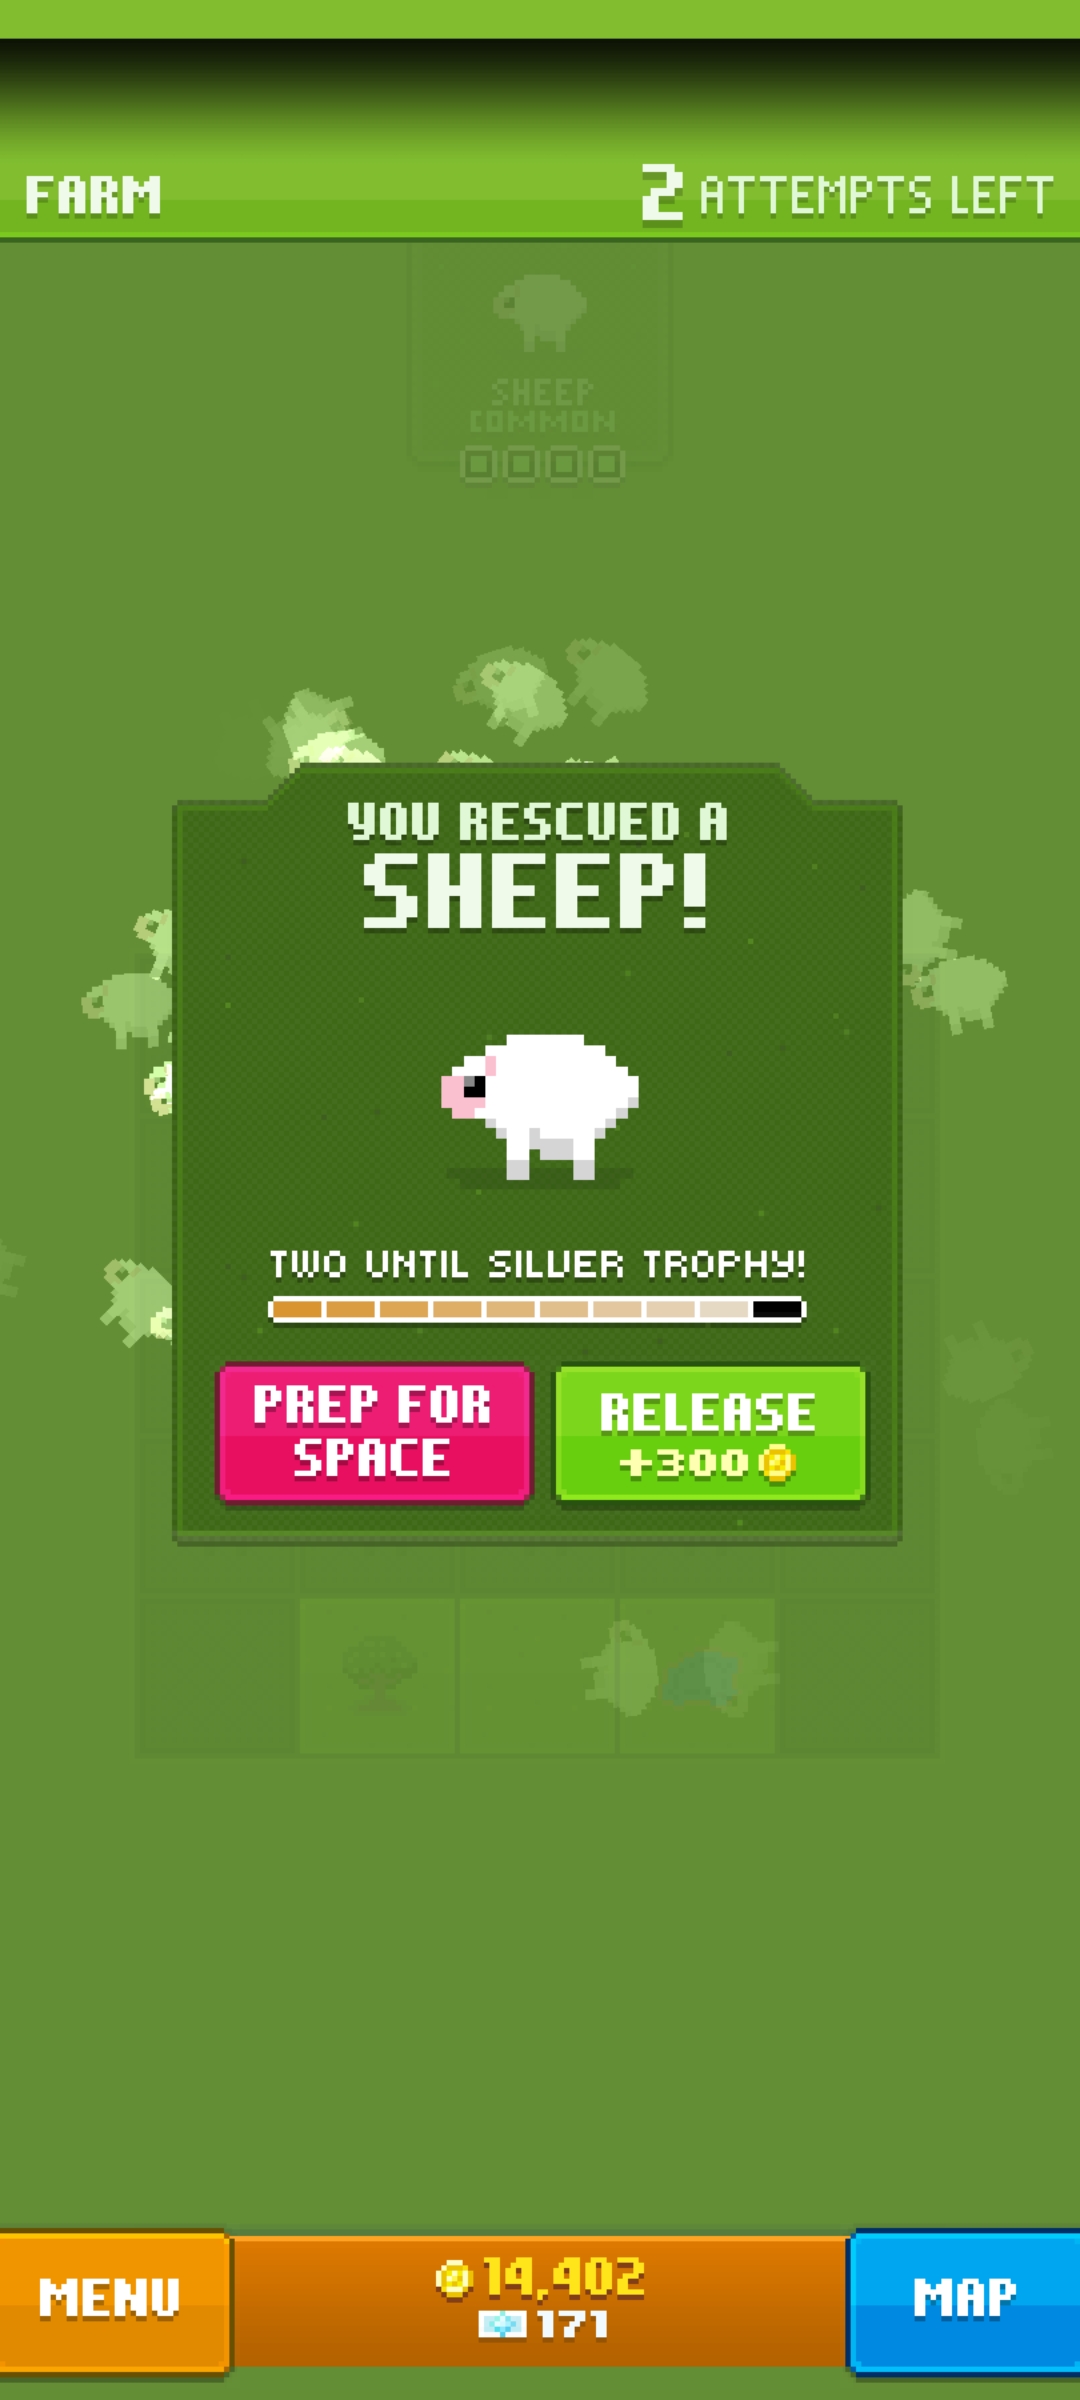 FARM
2 ATTEMPTS LEFT
SHEEP
COMMON
YOU RESCUED A
SHEEP!
TWO UNTIL SILVER TROPHY!
PREP FOR
SPACE
RELEASE
+300
MENU
14,402
171
MAP